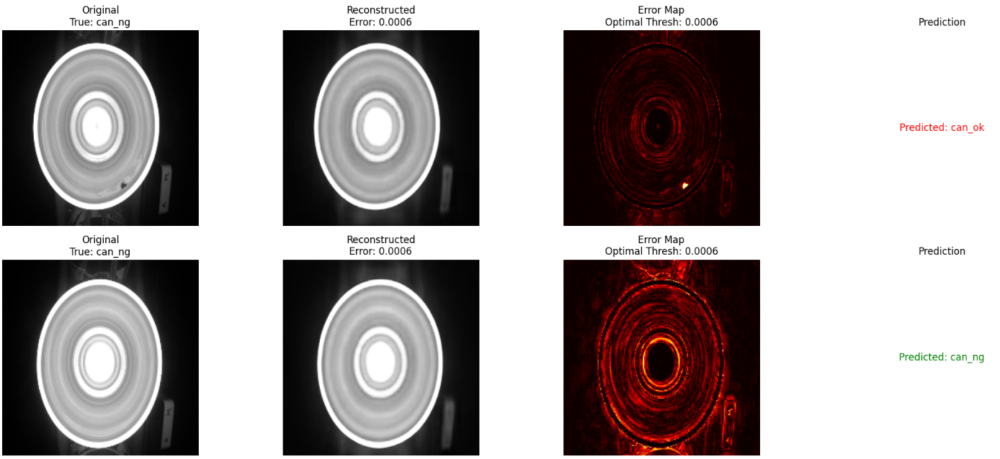 Original
True: can_ng
Reconstructed
Error: 0.0006
Error Map
Optimal Thresh: 0.0006
Prediction
Predicted: can_ok
Original
True: can_ng
Reconstructed
Error: 0.0006
Error Map
Optimal Thresh: 0.0006
Prediction
Predicted: can_ng